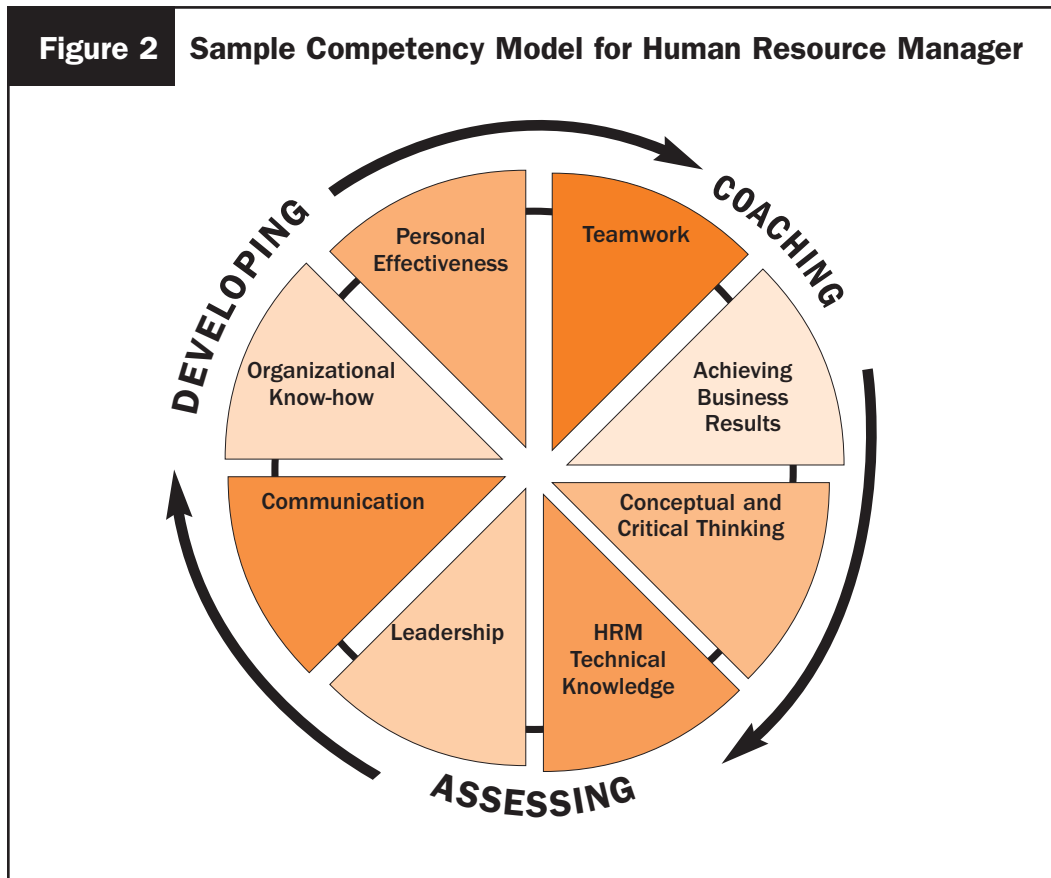 Figure 2 Sample Competency Model for Human Resource Manager
DEVELOPING
COACHING
ASSESSING
Personal
Effectiveness
Teamwork
Achieving
Business
Results
Conceptual and
Critical Thinking
HRM
Technical
Knowledge
Leadership
Communication
Organizational
Know-how